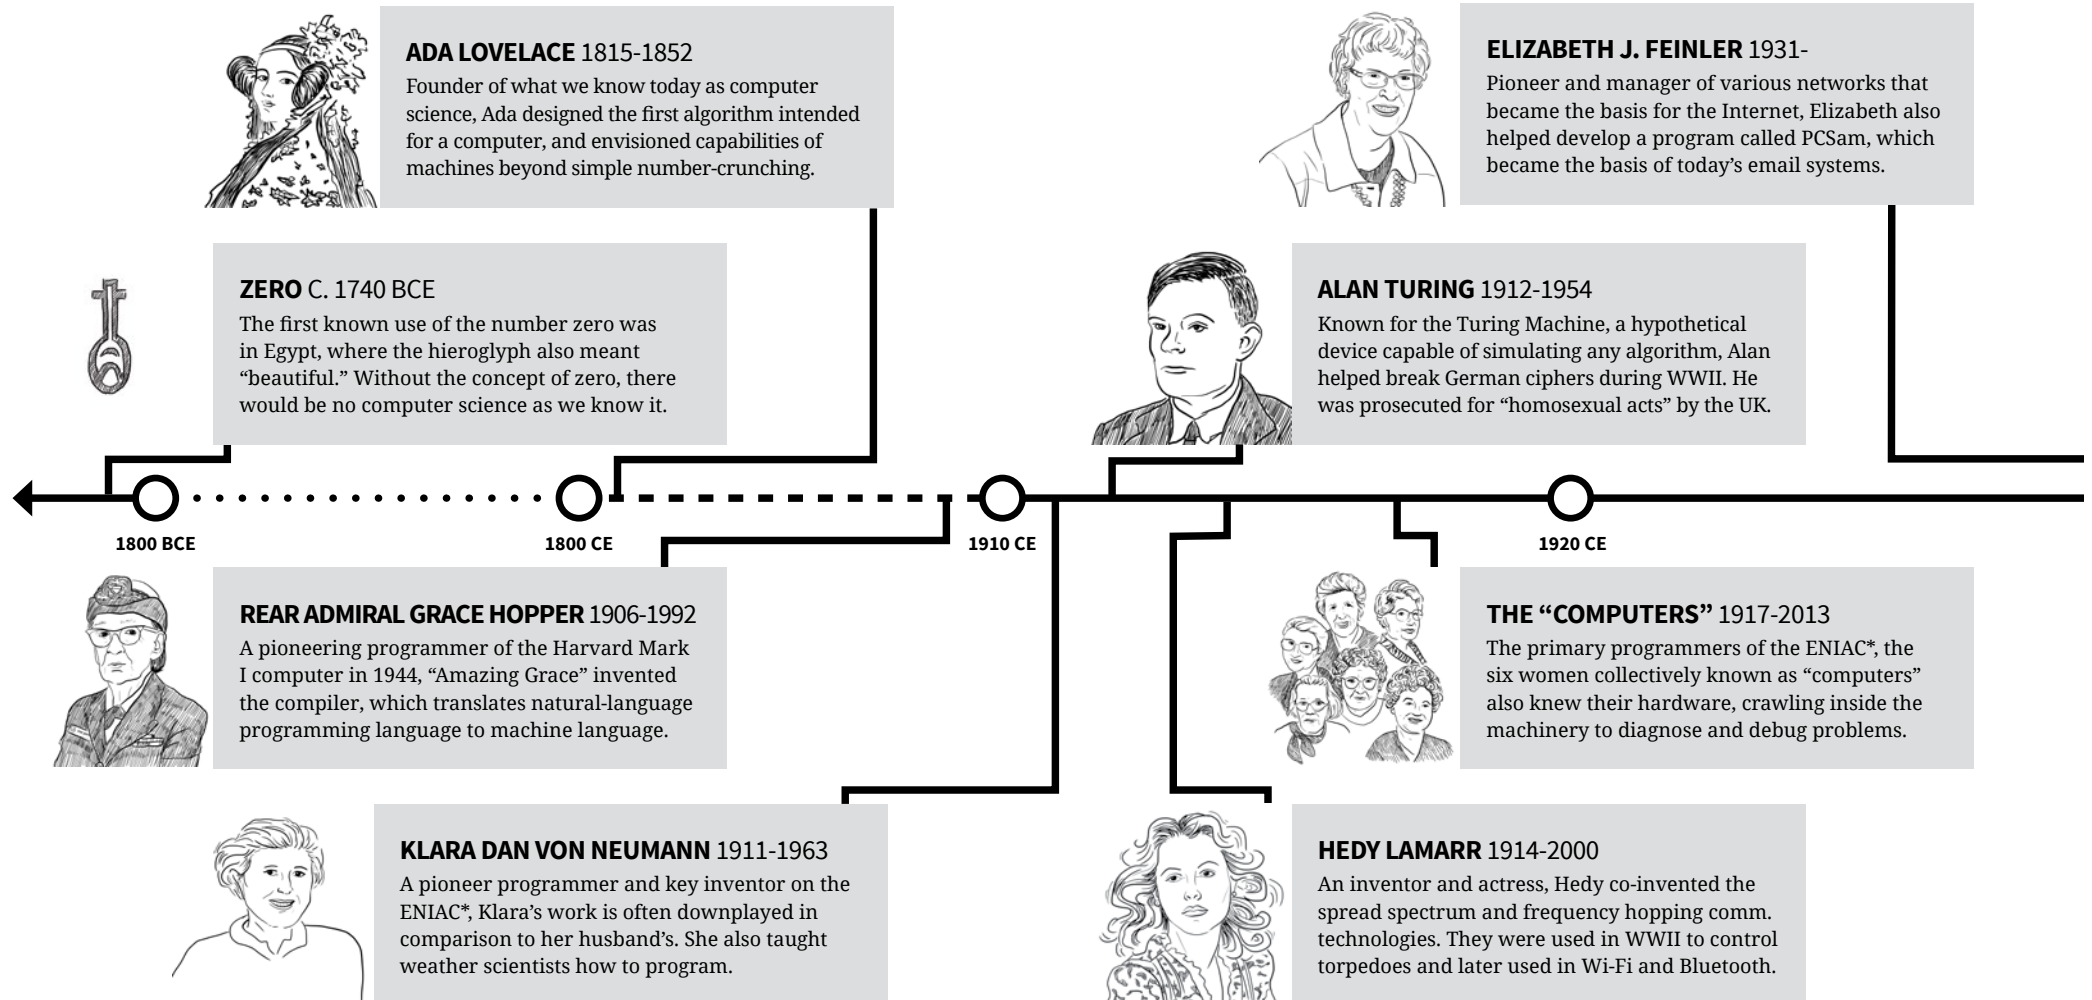 ADA LOVELACE 1815-1852
Founder of what we know today as computer
science, Ada designed the first algorithm intended
for a computer, and envisioned capabilities of
machines beyond simple number-crunching.
ELIZABETH J. FEINLER 1931-
Pioneer and manager of various networks that
became the basis for the Internet, Elizabeth also
helped develop a program called PCSam, which
became the basis of today’s email systems.
ZERO C. 1740 BCE
The first known use of the number zero was
in Egypt, where the hieroglyph also meant
“beautiful.” Without the concept of zero, there
would be no computer science as we know it.
ALAN TURING 1912-1954
Known for the Turing Machine, a hypothetical
device capable of simulating any algorithm, Alan
helped break German ciphers during WWII. He
was prosecuted for “homosexual acts” by the UK.
1800 BCE
1800 CE
1910 CE
1920 CE
REAR ADMIRAL GRACE HOPPER 1906-1992
A pioneering programmer of the Harvard Mark
I computer in 1944, “Amazing Grace” invented
the compiler, which translates natural-language
programming language to machine language.
THE “COMPUTERS” 1917-2013
The primary programmers of the ENIAC*, the
six women collectively known as “computers”
also knew their hardware, crawling inside the
machinery to diagnose and debug problems.
KLARA DAN VON NEUMANN 1911-1963
A pioneer programmer and key inventor on the
ENIAC*, Klara’s work is often downplayed in
comparison to her husband’s. She also taught
weather scientists how to program.
HEDY LAMARR 1914-2000
An inventor and actress, Hedy co-invented the
spread spectrum and frequency hopping comm.
technologies. They were used in WWII to control
torpedoes and later used in Wi-Fi and Bluetooth.